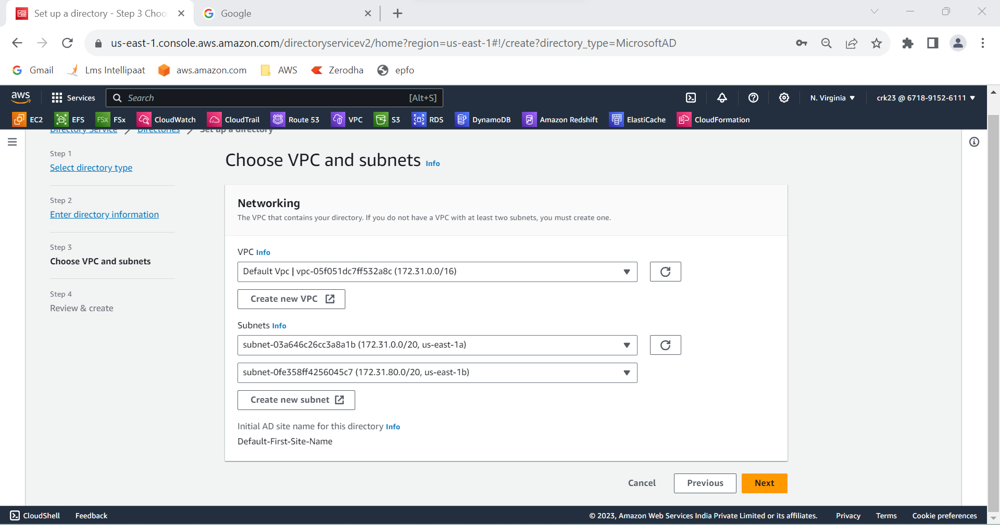 Set up a directory - Step 3 Choo
Google
us-east-1.console.aws.amazon.com/directoryservicev2/home?region=us-east-1#!/create?directory_type=MicrosoftAD
Gmail Lms Intellipaat aws.amazon.com AWS Zerodha epfo
aws Services Search [Alt+S] N. Virginia crk23 @ 6718-9152-6111
EC2 EFS FSx FSx CloudWatch CloudTrail Route 53 VPC S3 RDS DynamoDB Amazon Redshift ElastiCache CloudFormation
Directory Service Directories Set up a directory
Step 1
Select directory type
Step 2
Enter directory information
Step 3
Choose VPC and subnets
Step 4
Review & create
Choose VPC and subnets Info
Networking
The VPC that contains your directory. If you do not have a VPC with at least two subnets, you must create one.
VPC Info
Default Vpc | vpc-05f051dc7ff532a8c (172.31.0.0/16)
Create new VPC
Subnets Info
subnet-03a646c26cc3a8a1b (172.31.0.0/20, us-east-1a)
subnet-0fe358ff4256045c7 (172.31.80.0/20, us-east-1b)
Create new subnet
Initial AD site name for this directory Info
Default-First-Site-Name
Cancel Previous Next
CloudShell Feedback © 2023, Amazon Web Services India Private Limited or its affiliates. Privacy Terms Cookie preferences